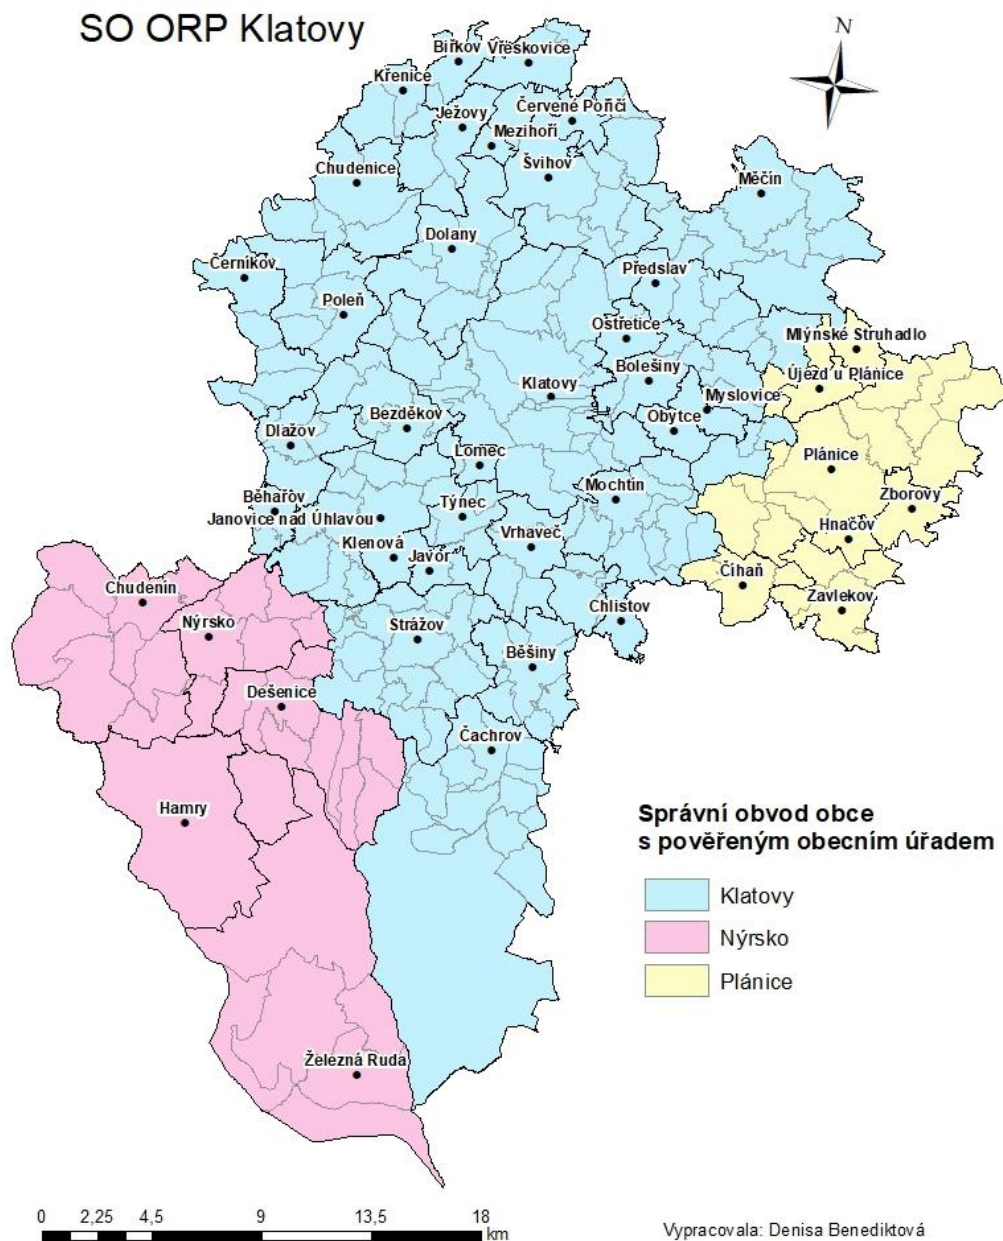 SO ORP Klatovy
N
Biřkov
Vřeskovice
Křenice
Ježovy
Červené Poříčí
Mezihoří
Chudenice
Švihov
Měčín
Dolany
Černíkov
Předslav
Poleň
Ostřetice
Mlýnské Struhadlo
Bolešiny
Újezd u Plánice
Klatovy
Myslovice
Bezděkov
Obytce
Dlažov
Lomec
Plánice
Běhařov
Týnec
Mochtín
Zborovy
Janovice nad Úhlavou
Hnačov
Klenová
Javor
Vrhaveč
Číhaň
Chudenín
Zavlekov
Nýrsko
Strážov
Chlistov
Běšiny
Dešenice
Čachrov
Hamry
Železná Ruda
Správní obvod obce
s pověřeným obecním úřadem
Klatovy
Nýrsko
Plánice
0 2,25 4,5 9 13,5 18
km
Vypracovala: Denisa Benediktová